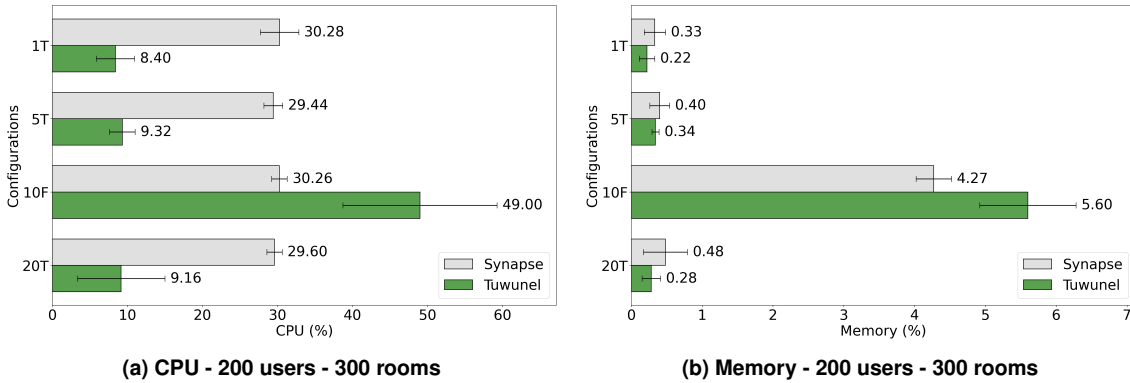 Configurations
1T
30.28
8.40
5T
29.44
9.32
10F
30.26
49.00
20T
29.60
9.16
Synapse
Tuwunel
0 10 20 30 40 50 60
CPU (%)
(a) CPU - 200 users - 300 rooms
Configurations
1T
0.33
0.22
5T
0.40
0.34
10F
4.27
5.60
20T
0.48
0.28
Synapse
Tuwunel
0 1 2 3 4 5 6 7
Memory (%)
(b) Memory - 200 users - 300 rooms